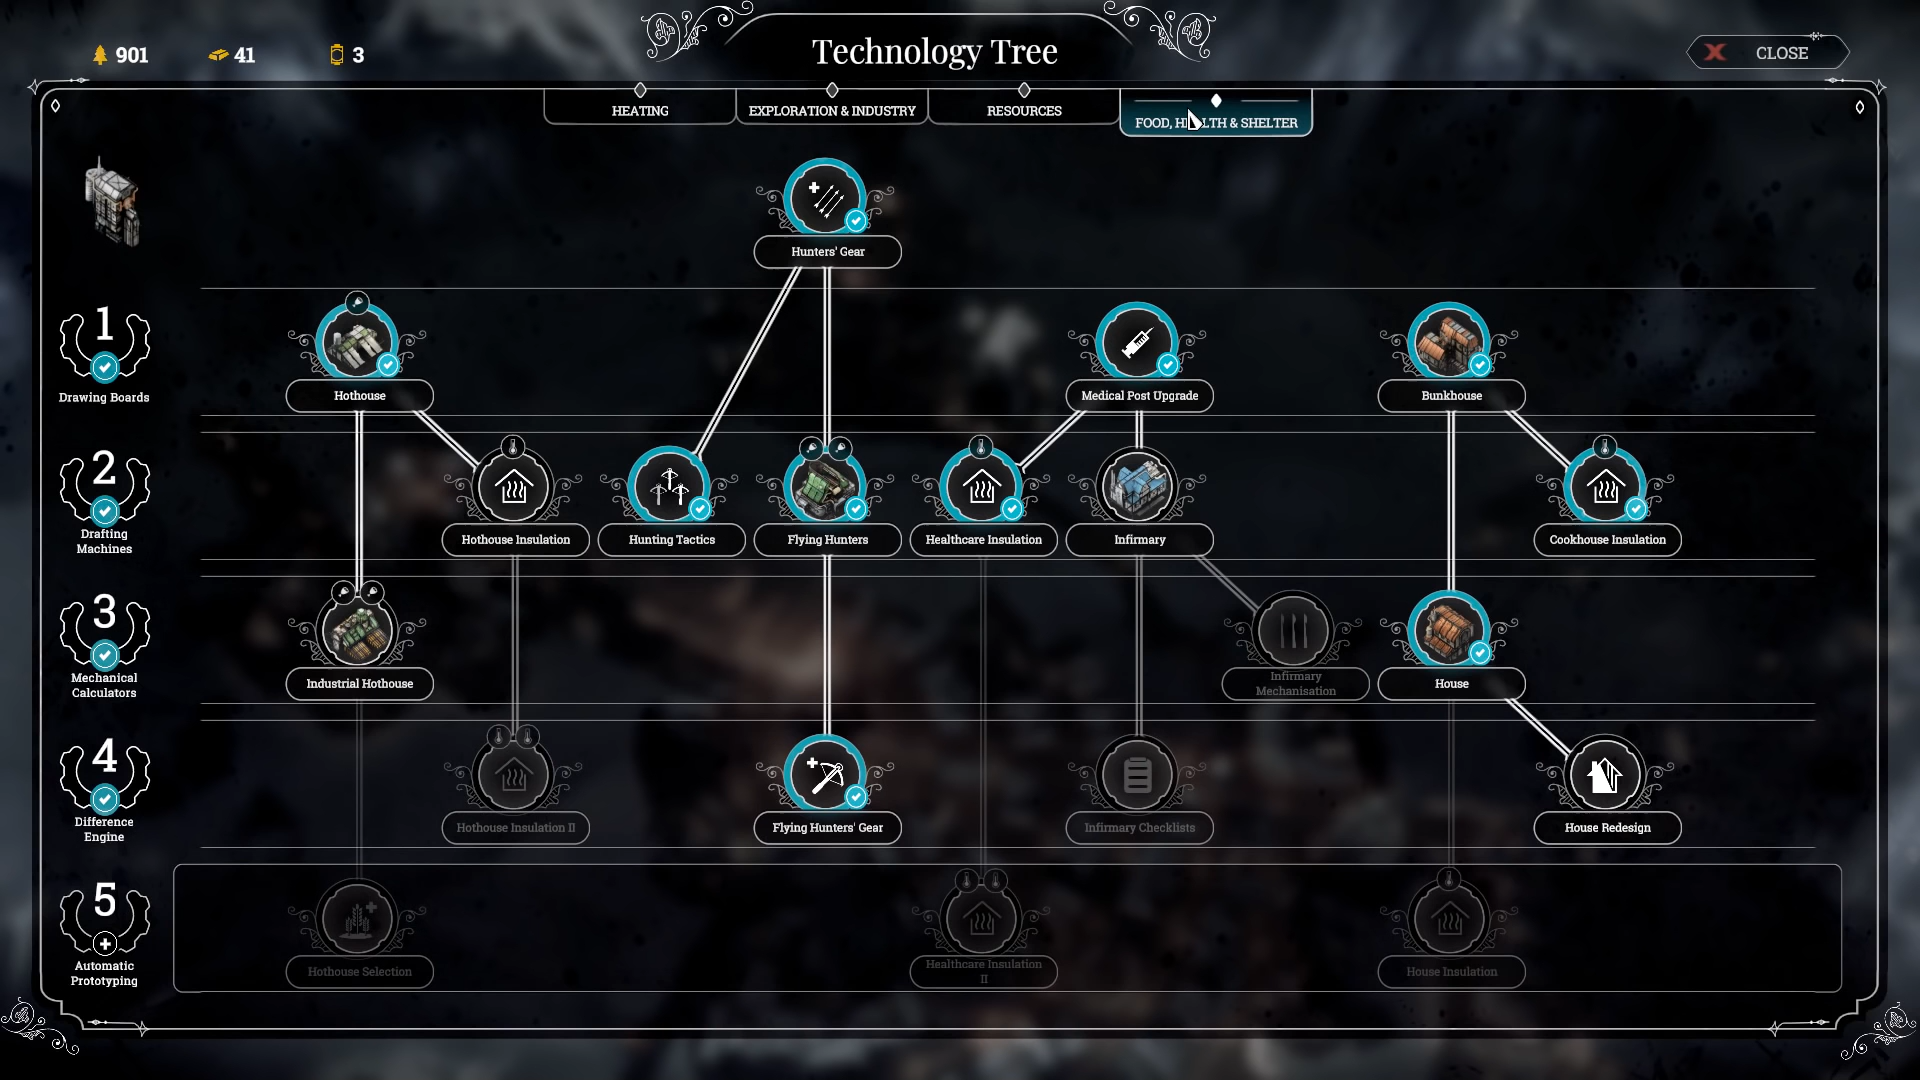 901
41
3
Technology Tree
CLOSE
HEATING
EXPLORATION & INDUSTRY
RESOURCES
FOOD, HEALTH & SHELTER
Hunters' Gear
1
Drawing Boards
Hothouse
Medical Post Upgrade
Bunkhouse
2
Drafting
Machines
Hothouse Insulation
Hunting Tactics
Flying Hunters
Healthcare Insulation
Infirmary
Cookhouse Insulation
3
Mechanical
Calculators
Industrial Hothouse
Infirmary
Mechanisation
House
4
Difference
Engine
Hothouse Insulation II
Flying Hunters' Gear
Infirmary Checklists
House Redesign
5
Automatic
Prototyping
Hothouse Selection
Healthcare Insulation
II
House Insulation